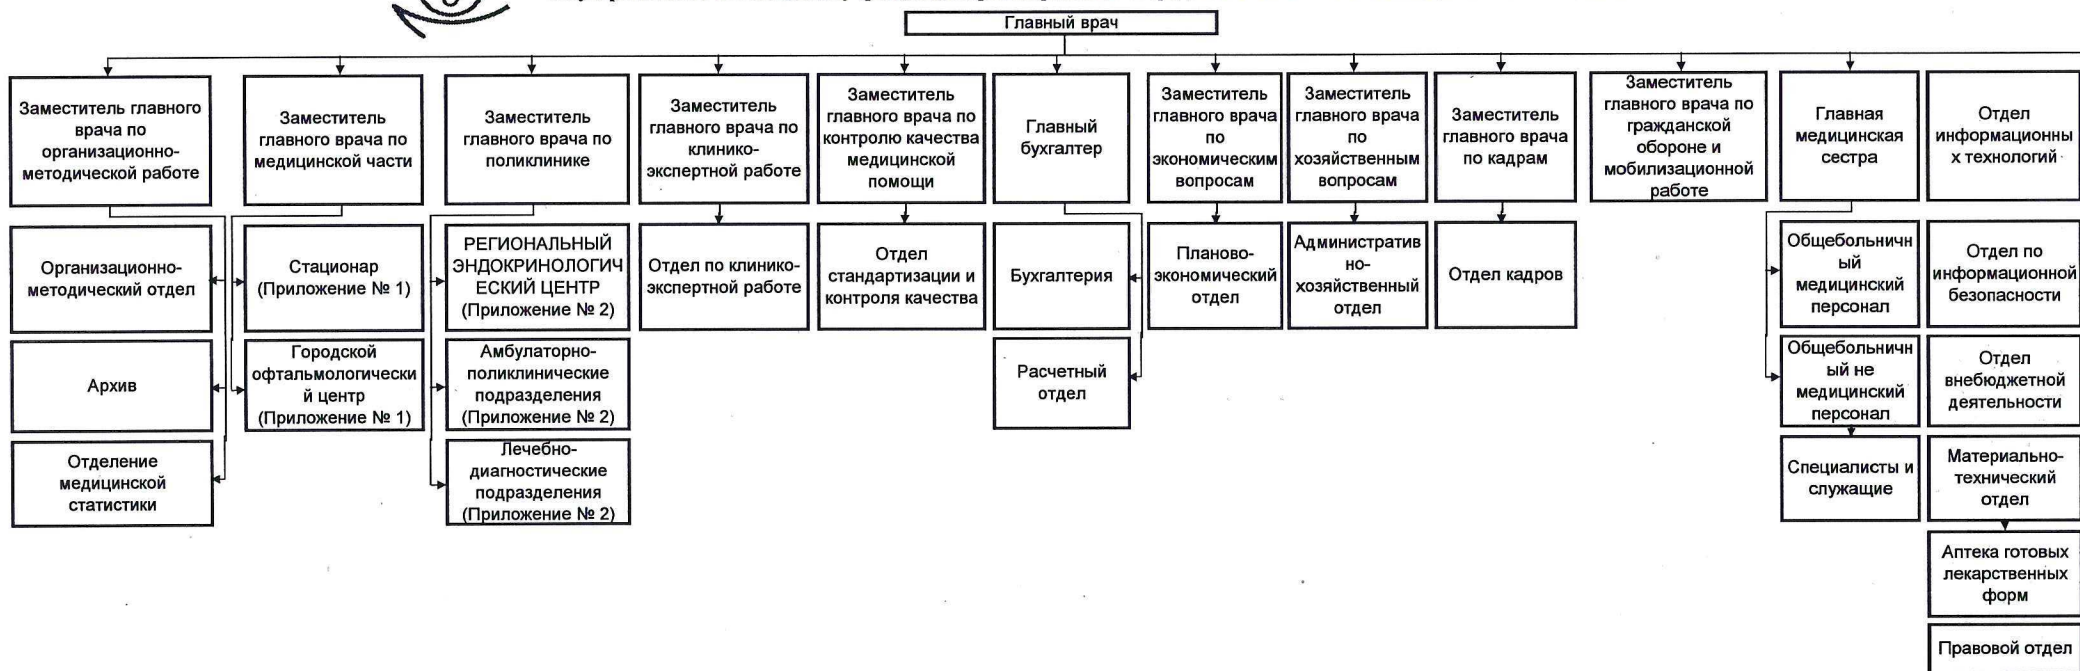 Главный врач
Заместитель главного
врача по
организационно-
методической работе
Заместитель
главного врача по
медицинской части
Заместитель
главного врача по
поликлинике
Заместитель
главного врача по
клинико-
экспертной работе
Заместитель
главного врача по
контролю качества
медицинской
помощи
Главный
бухгалтер
Заместитель
главного врача
по
экономическим
вопросам
Заместитель
главного врача
по
хозяйственным
вопросам
Заместитель
главного врача
по кадрам
Заместитель
главного врача по
гражданской
обороне и
мобилизационной
работе
Главная
медицинская
сестра
Отдел
информационны
х технологий
Организационно-
методический отдел
Стационар
(Приложение № 1)
РЕГИОНАЛЬНЫЙ
ЭНДОКРИНОЛОГИЧ
ЕСКИЙ ЦЕНТР
(Приложение № 2)
Отдел по клинико-
экспертной работе
Отдел
стандартизации и
контроля качества
Бухгалтерия
Планово-
экономический
отдел
Административ
но-
хозяйственный
отдел
Отдел кадров
Общебольничн
ый
медицинский
персонал
Отдел по
информационной
безопасности
Архив
Городской
офтальмологически
й центр
(Приложение № 1)
Амбулаторно-
поликлинические
подразделения
(Приложение № 2)
Расчетный
отдел
Общебольничн
ый не
медицинский
персонал
Отдел
внебюджетной
деятельности
Отделение
медицинской
статистики
Лечебно-
диагностические
подразделения
(Приложение № 2)
Специалисты и
служащие
Материально-
технический
отдел
Аптека готовых
лекарственных
форм
Правовой отдел